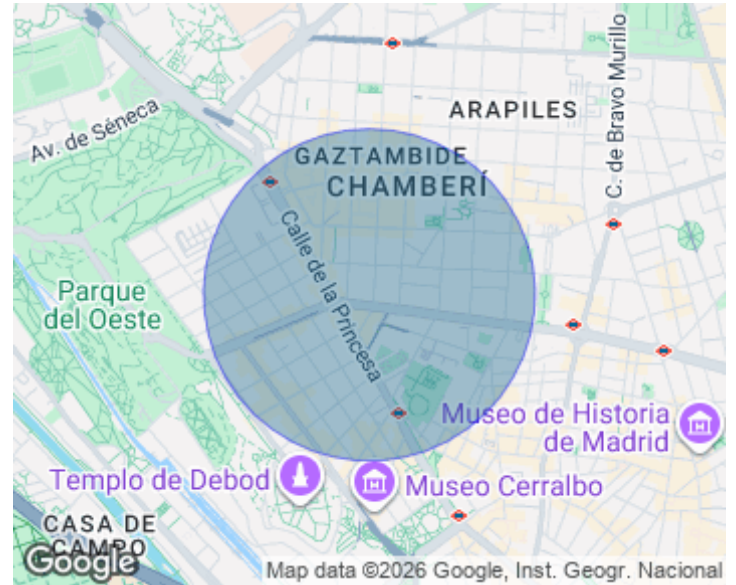 Av. de Séneca
ARAPILES
C. de Bravo Murillo
GAZTAMBIDE
CHAMBERÍ
Calle de la Princesa
Parque
del Oeste
Museo de Historia
de Madrid
Templo de Debod
Museo Cerralbo
CASA DE
CAMPO
Google
Map data ©2026 Google, Inst. Geogr. Nacional